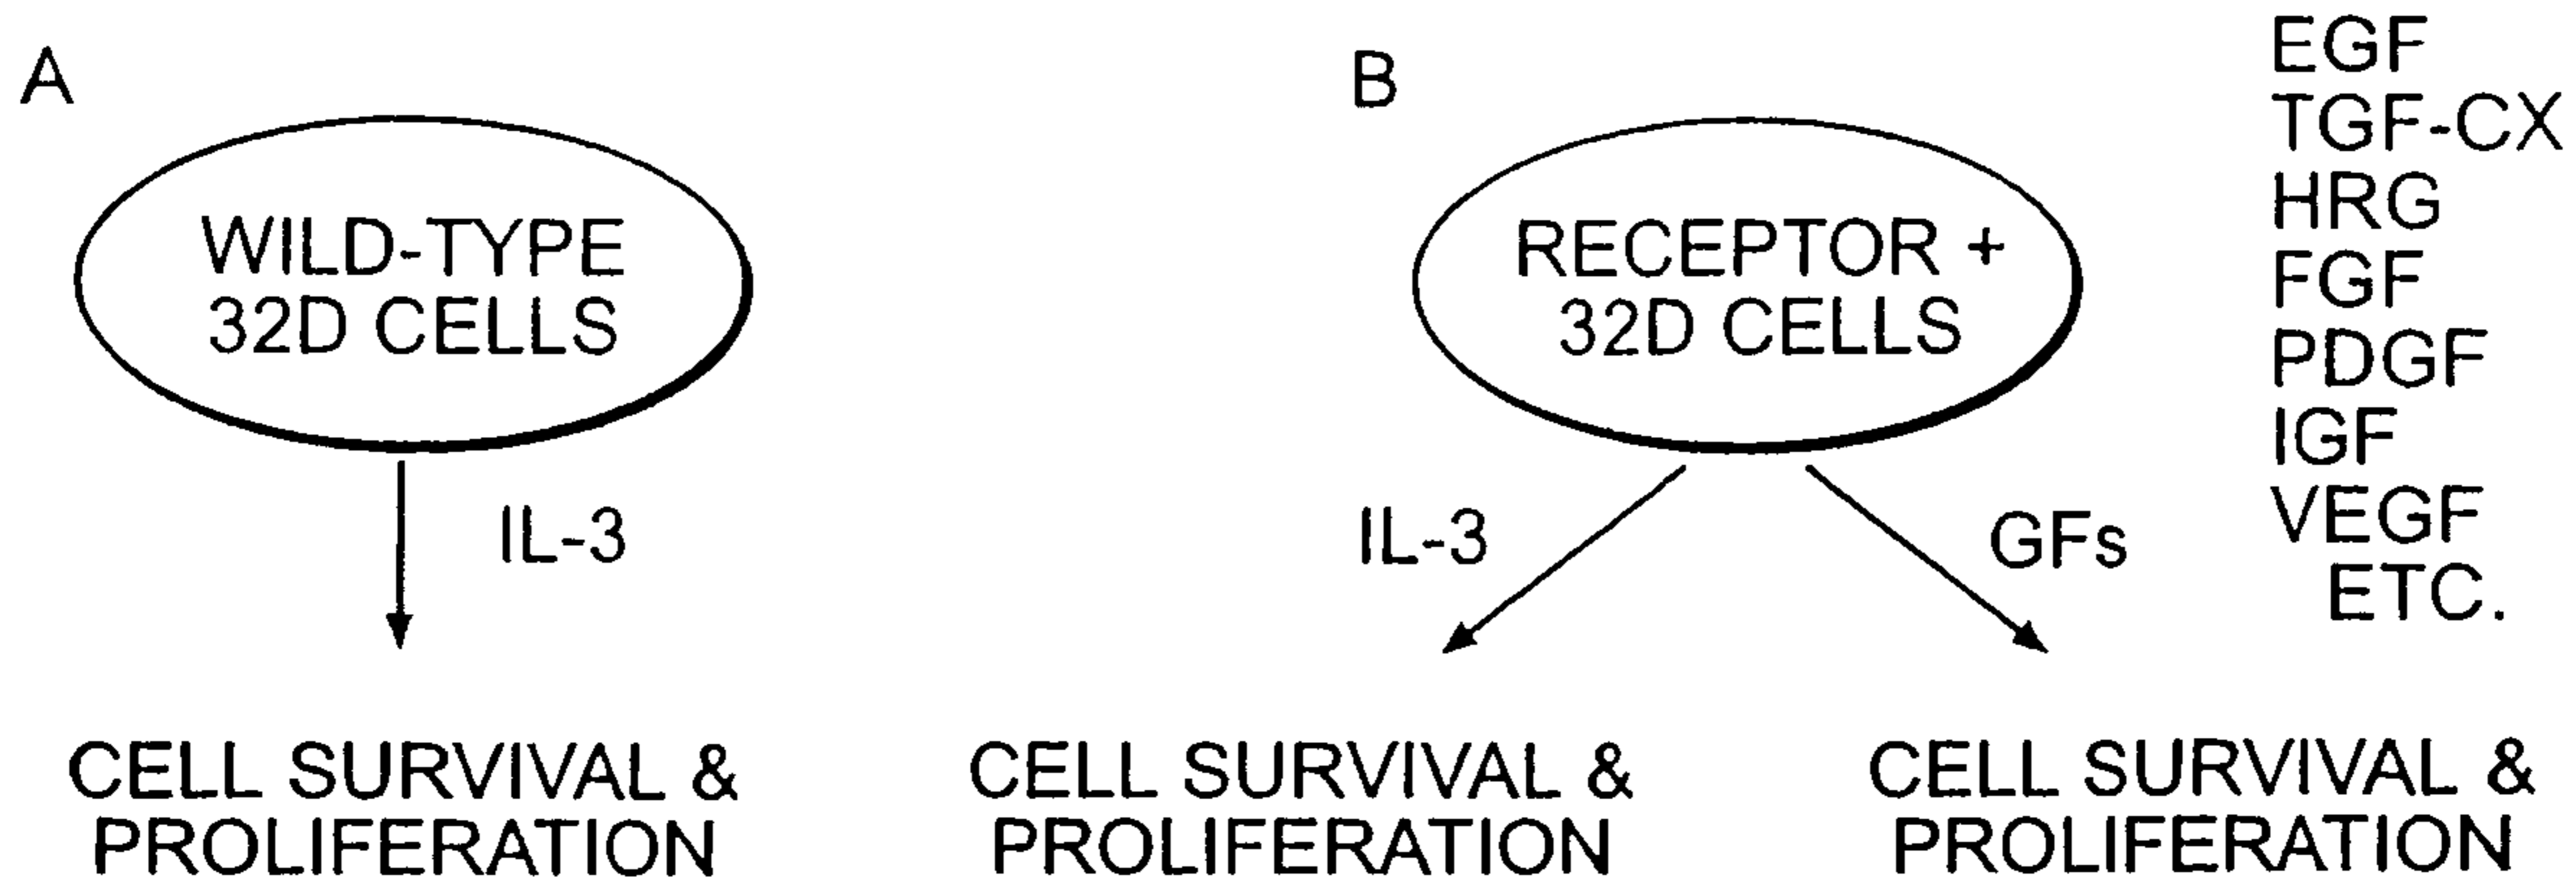 A
WILD-TYPE
32D CELLS
IL-3
CELL SURVIVAL &
PROLIFERATION
B
RECEPTOR +
32D CELLS
IL-3
GFs
CELL SURVIVAL &
PROLIFERATION
CELL SURVIVAL &
PROLIFERATION
EGF
TGF-CX
HRG
FGF
PDGF
IGF
VEGF
ETC.